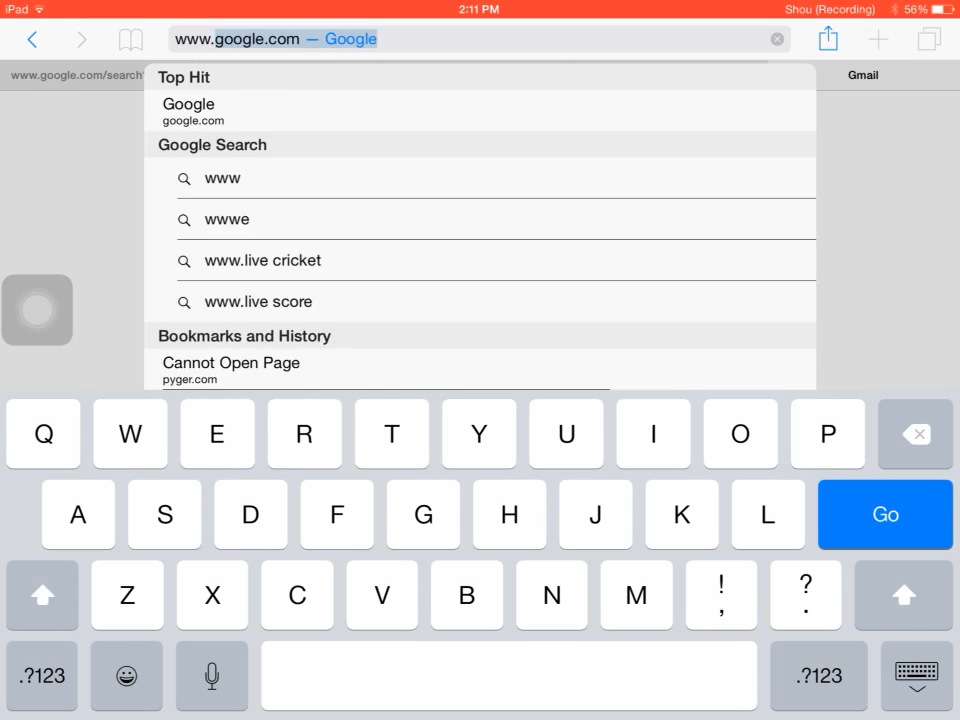 iPad 2:11 PM Shou (Recording) 56%
www.google.com — Google
www.google.com/search Gmail
Top Hit
Google
google.com
Google Search
www
wwwe
www.live cricket
www.live score
Bookmarks and History
Cannot Open Page
pyger.com
Q W E R T Y U I O P
A S D F G H J K L Go
Z X C V B N M ! , ? .
.?123 .?123